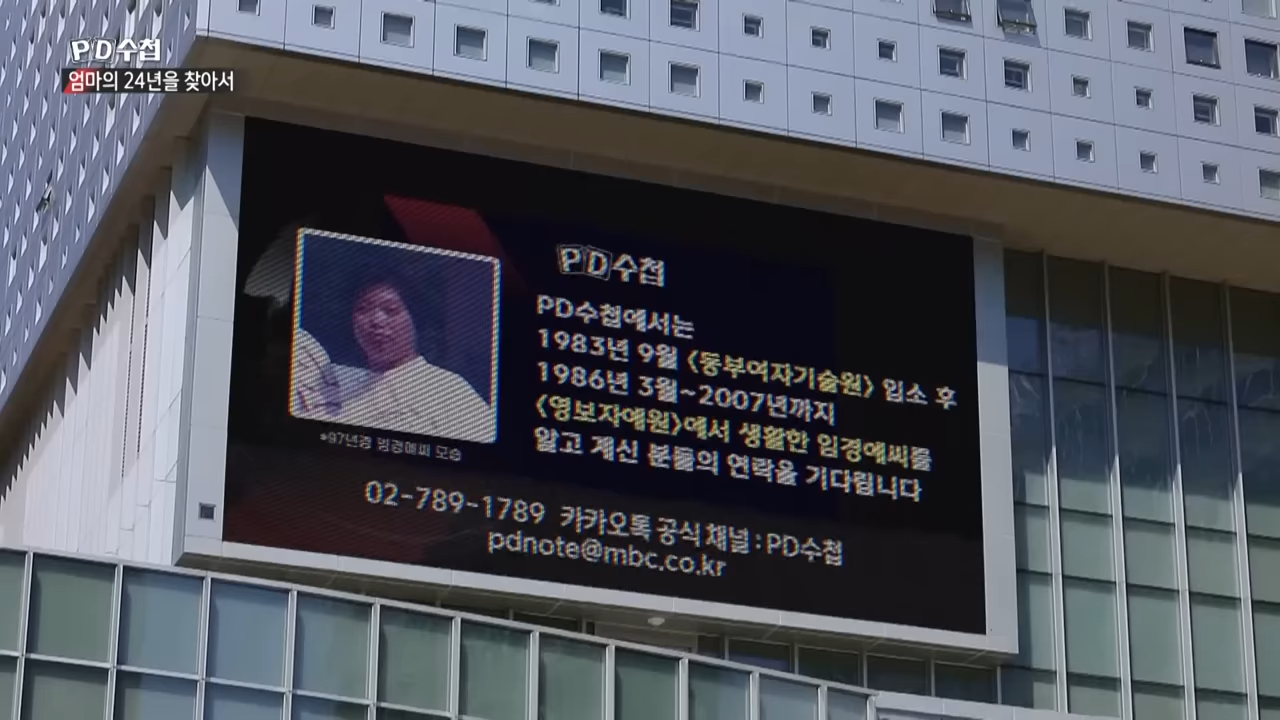 PD수첩
엄마의 24년을 찾아서
PD수첩
PD수첩에서는
1983년 9월 <동부여자기술원> 입소 후
1986년 3월~2007년까지
<영보자애원>에서 생활한 임경애씨를
알고 계신 분들의 연락을 기다립니다
*97년경 임경애씨 모습
02-789-1789 카카오톡 공식 채널 : PD수첩
pdnote@mbc.co.kr